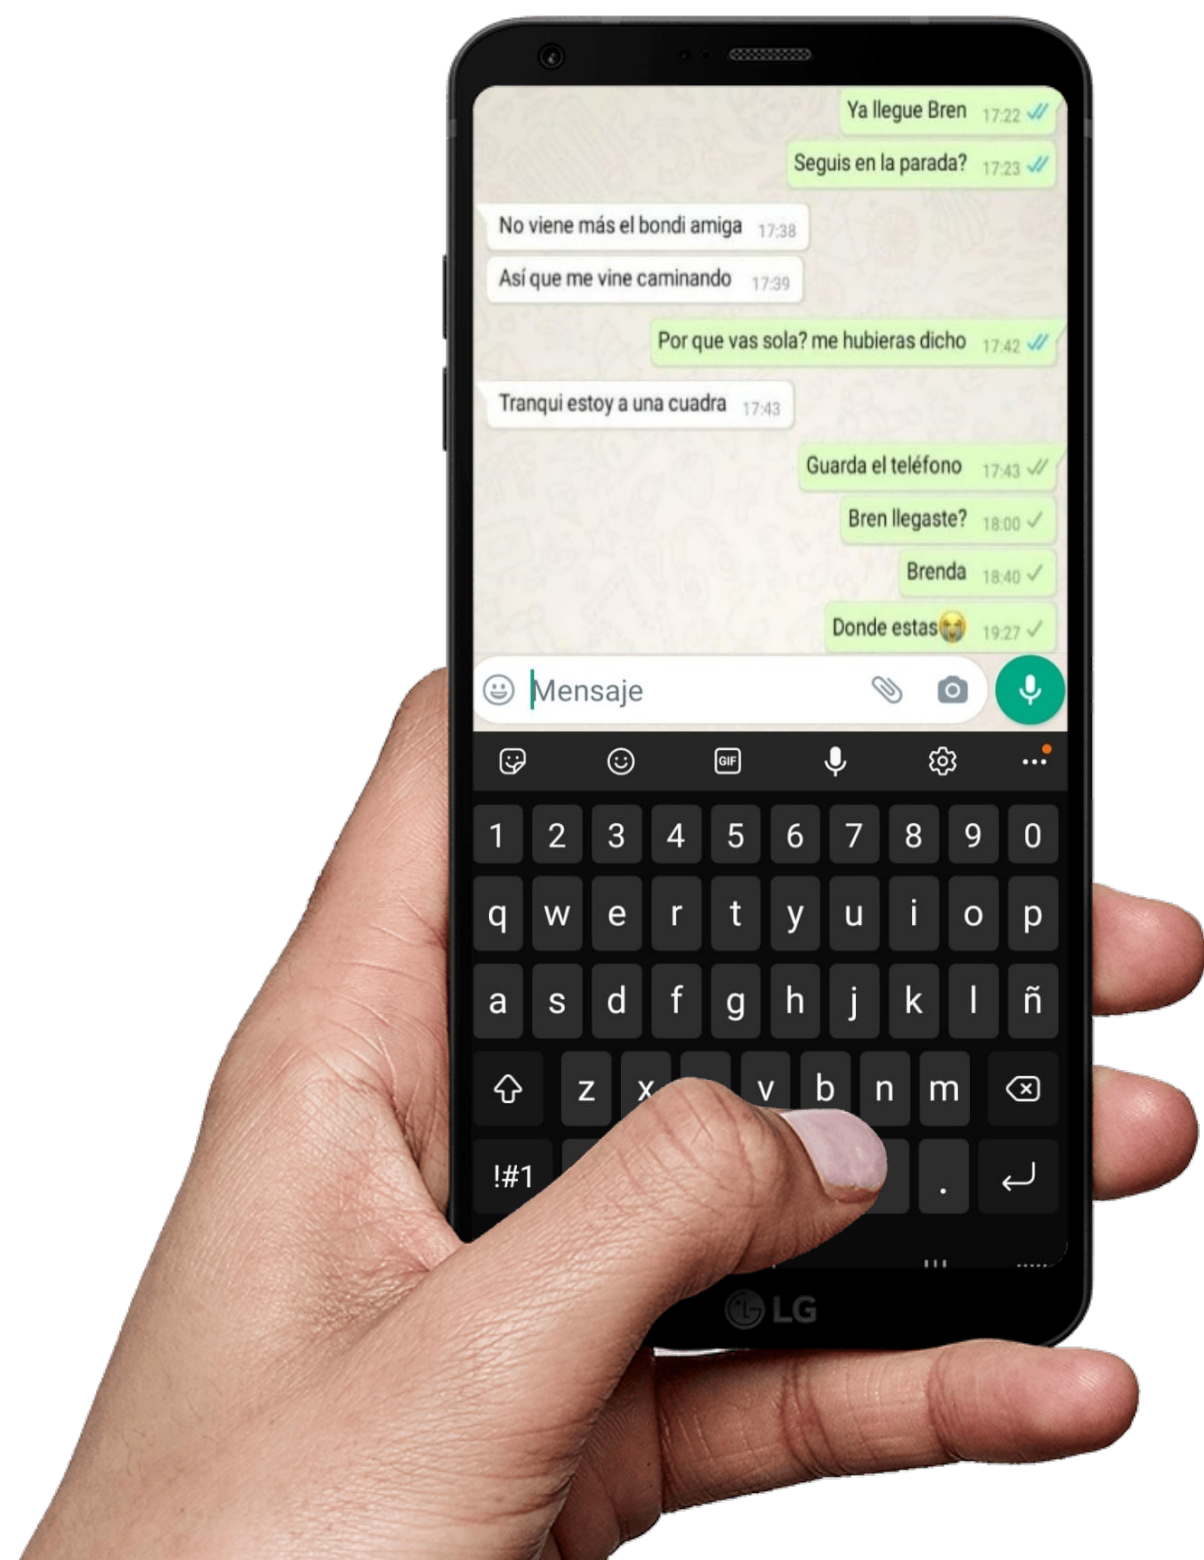 Ya llegue Bren 17:22
Seguis en la parada? 17:23
No viene más el bondi amiga 17:38
Así que me vine caminando 17:39
Por que vas sola? me hubieras dicho 17:42
Tranqui estoy a una cuadra 17:43
Guarda el teléfono 17:43
Bren llegaste? 18:00
Brenda 18:40
Donde estas😭 19:27
Mensaje
GIF
1 2 3 4 5 6 7 8 9 0
q w e r t y u i o p
a s d f g h j k l ñ
z x v b n m
!#1 .
LG